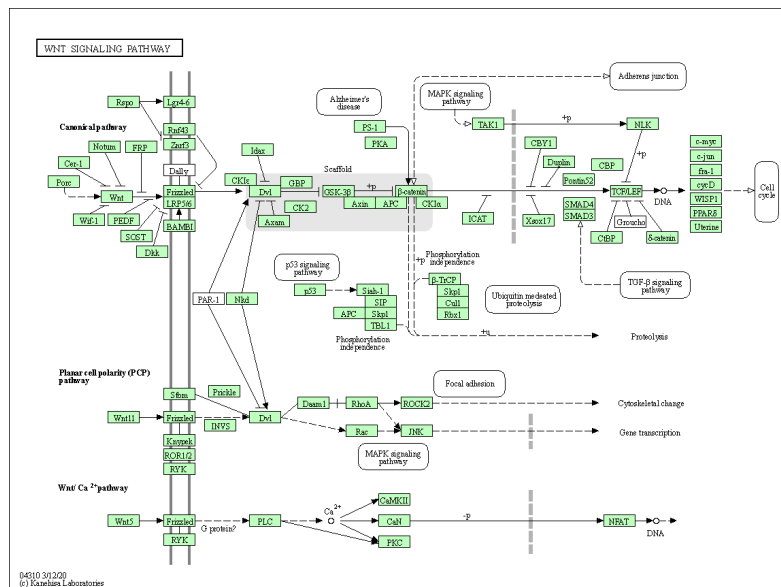 WNT SIGNALING PATHWAY
Adherens junction
Rspo
Lgr4-6
Alzheimer's
disease
MAPK signaling
pathway
Rnf43
Znrf3
PS-1
PKA
TAK1
+p
NLK
Canonical pathway
Notum
FRP
Cer-1
Dally
Idax
CBY1
Duplin
CBP
+p
c-myc
c-jun
fra-1
cycD
WISP1
PPARδ
Uterine
Porc
Wnt
Frizzled
LRP5/6
CKIε
Scaffold
Dvl
GBP
GSK-3β
+p
β-catenin
Pontin52
TCF/LEF
DNA
Cell
cycle
Axin
APC
CKIα
CK2
Axam
ICAT
Xsox17
SMAD4
SMAD3
Groucho
CtBP
δ-catenin
Wif-1
PEDF
SOST
Dkk
BAMBI
p53 signaling
pathway
+p
Phosphorylation
independence
TGF-β signaling
pathway
PAR-1
Nkd
p53
Siah-1
SIP
APC
Skp1
TBL1
β-TrCP
Skp1
Cul1
Rbx1
Ubiquitin mediated
proteolysis
Phosphorylation
independence
+u
Proteolysis
Planar cell polarity (PCP)
pathway
Stbm
Prickle
Focal adhesion
Daam1
RhoA
ROCK2
Cytoskeletal change
Wnt11
Frizzled
INVS
Dvl
Rac
JNK
Gene transcription
Knypek
ROR1/2
RYK
MAPK signaling
pathway
Wnt/ Ca 2+pathway
CaMKII
Ca2+
Wnt5
Frizzled
G protein?
PLC
CaN
-p
NFAT
DNA
RYK
PKC
04310 3/12/20
(c) Kanehisa Laboratories